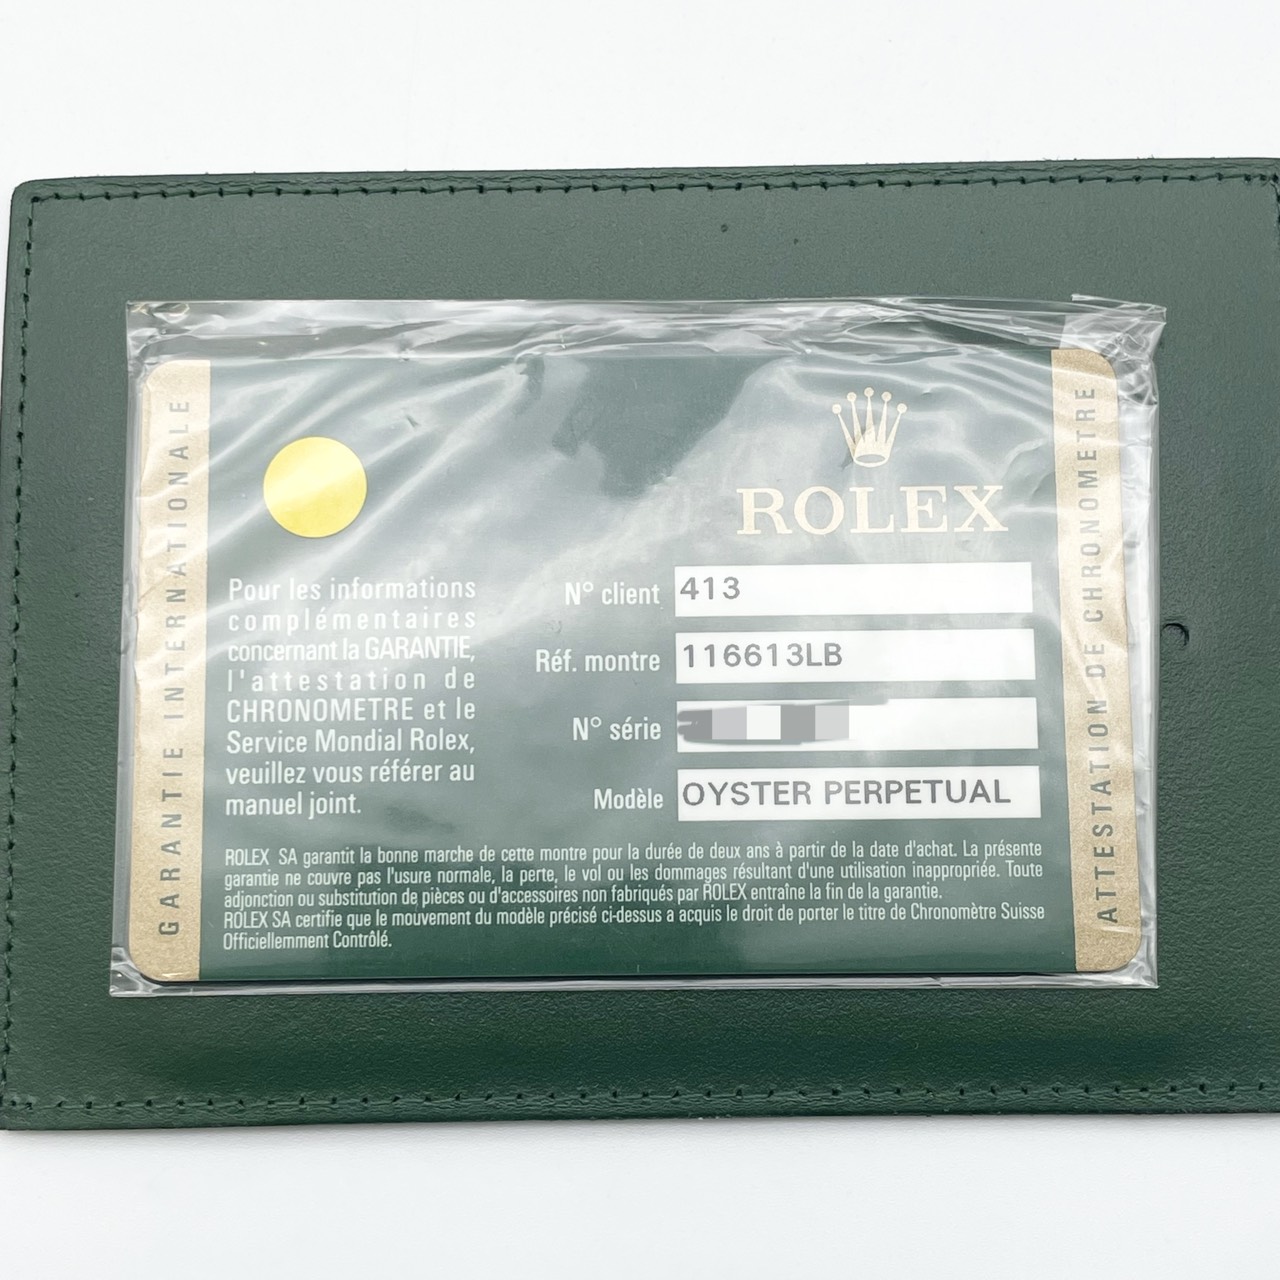 GARANTIE INTERNATIONALE
ROLEX
Pour les informations
complémentaires
concernant la GARANTIE,
l'attestation de
CHRONOMETRE et le
Service Mondial Rolex,
veuillez vous référer au
manuel joint.
N° client 413
Réf. montre 116613LB
N° série
Modèle OYSTER PERPETUAL
ROLEX SA garantit la bonne marche de cette montre pour la durée de deux ans à partir de la date d'achat. La présente
garantie ne couvre pas l'usure normale, la perte, le vol ou les dommages résultant d'une utilisation inappropriée. Toute
adjonction ou substitution de pièces ou d'accessoires non fabriqués par ROLEX entraîne la fin de la garantie.
ROLEX SA certifie que le mouvement du modèle précisé ci-dessus a acquis le droit de porter le titre de Chronomètre Suisse
Officiellemment Contrôlé.
ATTESTATION DE CHRONOMETRE